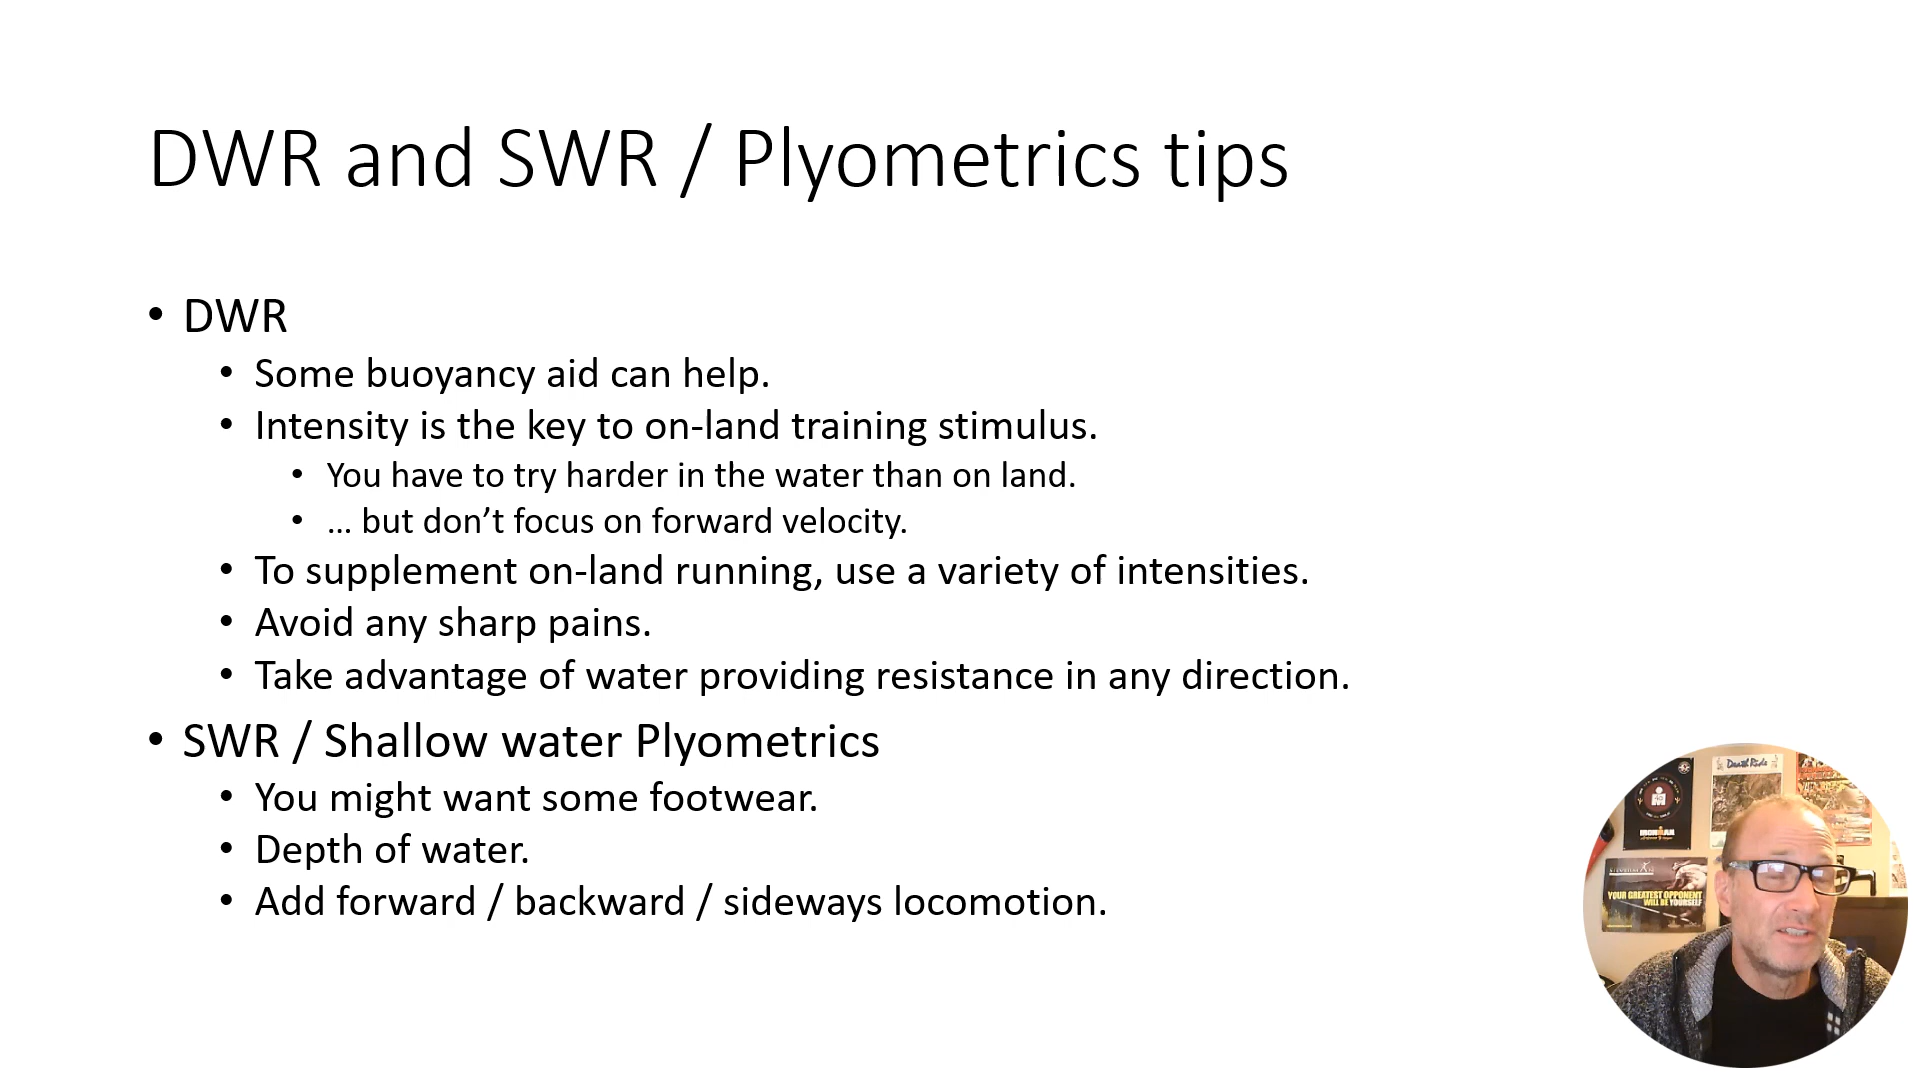 DWR and SWR / Plyometrics tips
• DWR
• Some buoyancy aid can help.
• Intensity is the key to on-land training stimulus.
• You have to try harder in the water than on land.
• … but don’t focus on forward velocity.
• To supplement on-land running, use a variety of intensities.
• Avoid any sharp pains.
• Take advantage of water providing resistance in any direction.
• SWR / Shallow water Plyometrics
• You might want some footwear.
• Depth of water.
• Add forward / backward / sideways locomotion.
Death Ride
IRONMAN
YOUR GREATEST OPPONENT
WILL BE YOURSELF